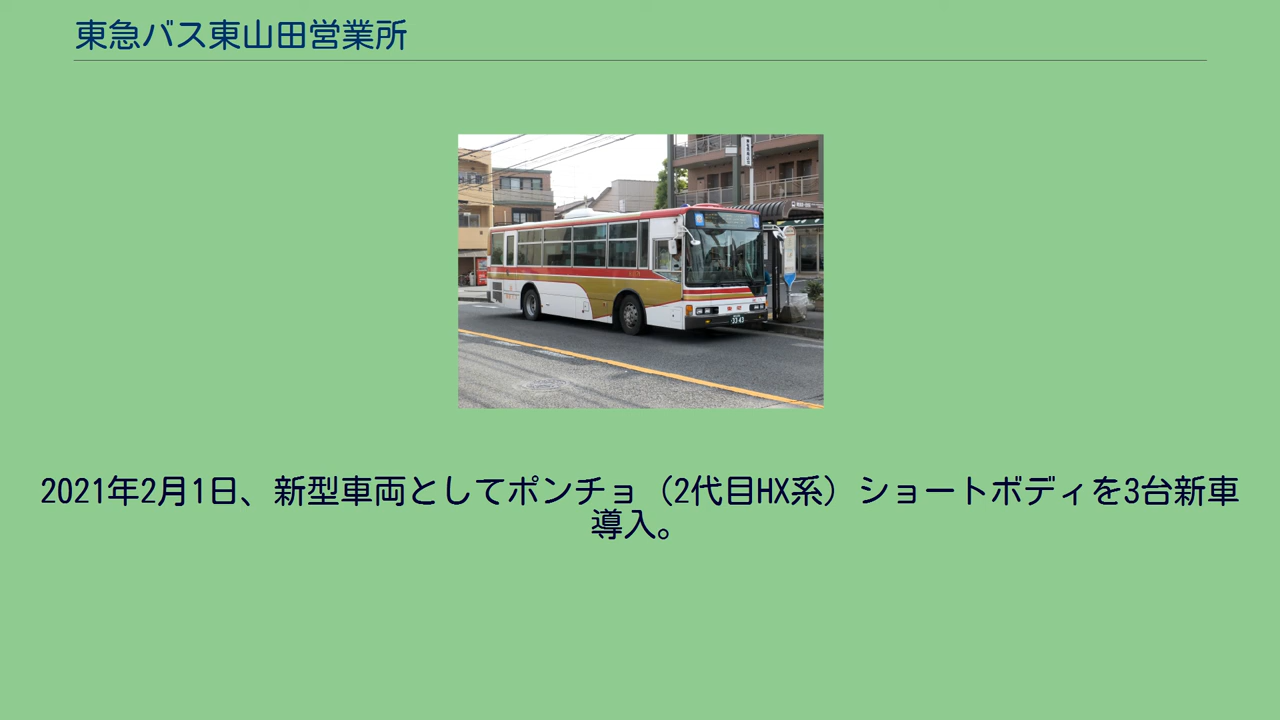 東急バス東山田営業所
2021年2月1日、新型車両としてポンチョ（2代目HX系）ショートボディを3台新車
導入。